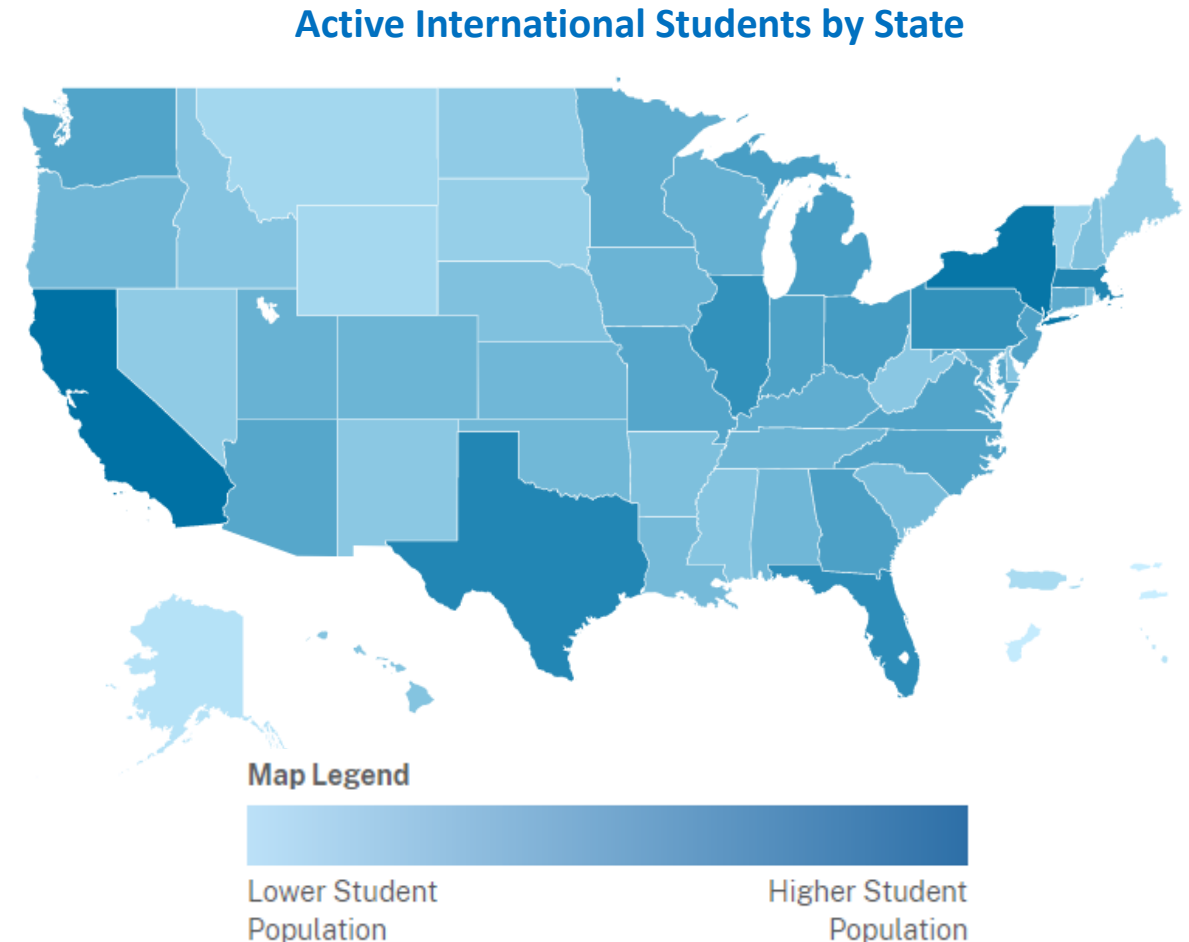 Active International Students by State
Map Legend
Lower Student
Population
Higher Student
Population